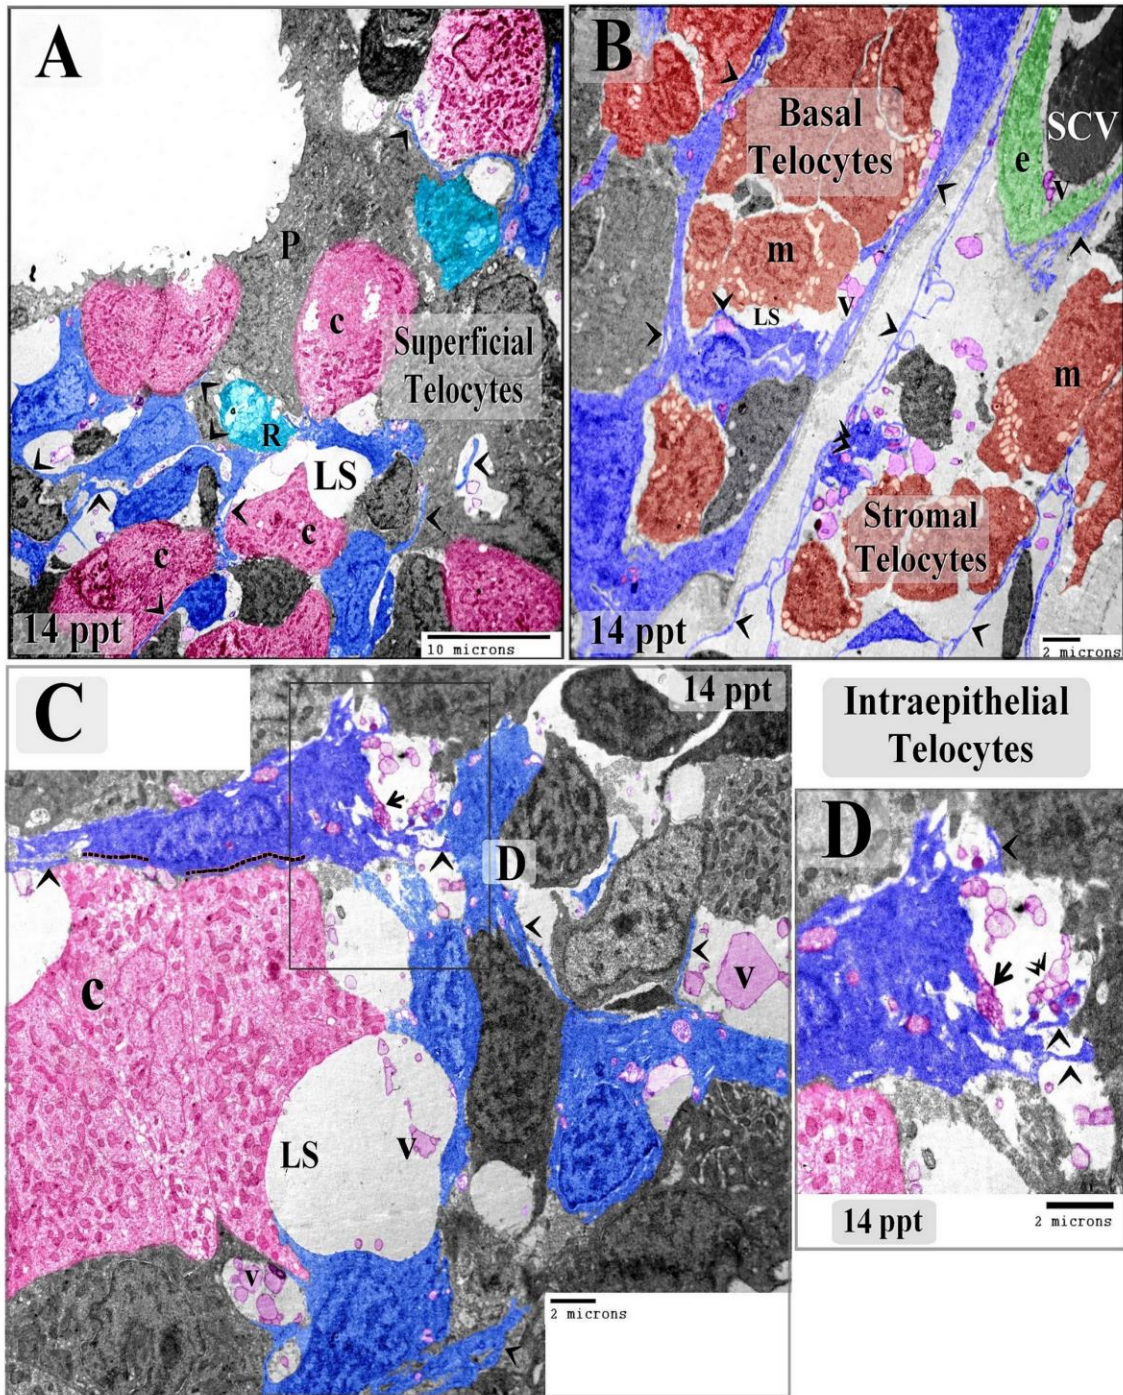 A
P
c
Superficial
Telocytes
R
LS
c
c
14 ppt
10 microns
B
Basal
Telocytes
SCV
e
v
m
v
LS
m
Stromal
Telocytes
14 ppt
2 microns
C
14 ppt
D
c
v
LS
v
v
2 microns
Intraepithelial
Telocytes
D
14 ppt
2 microns